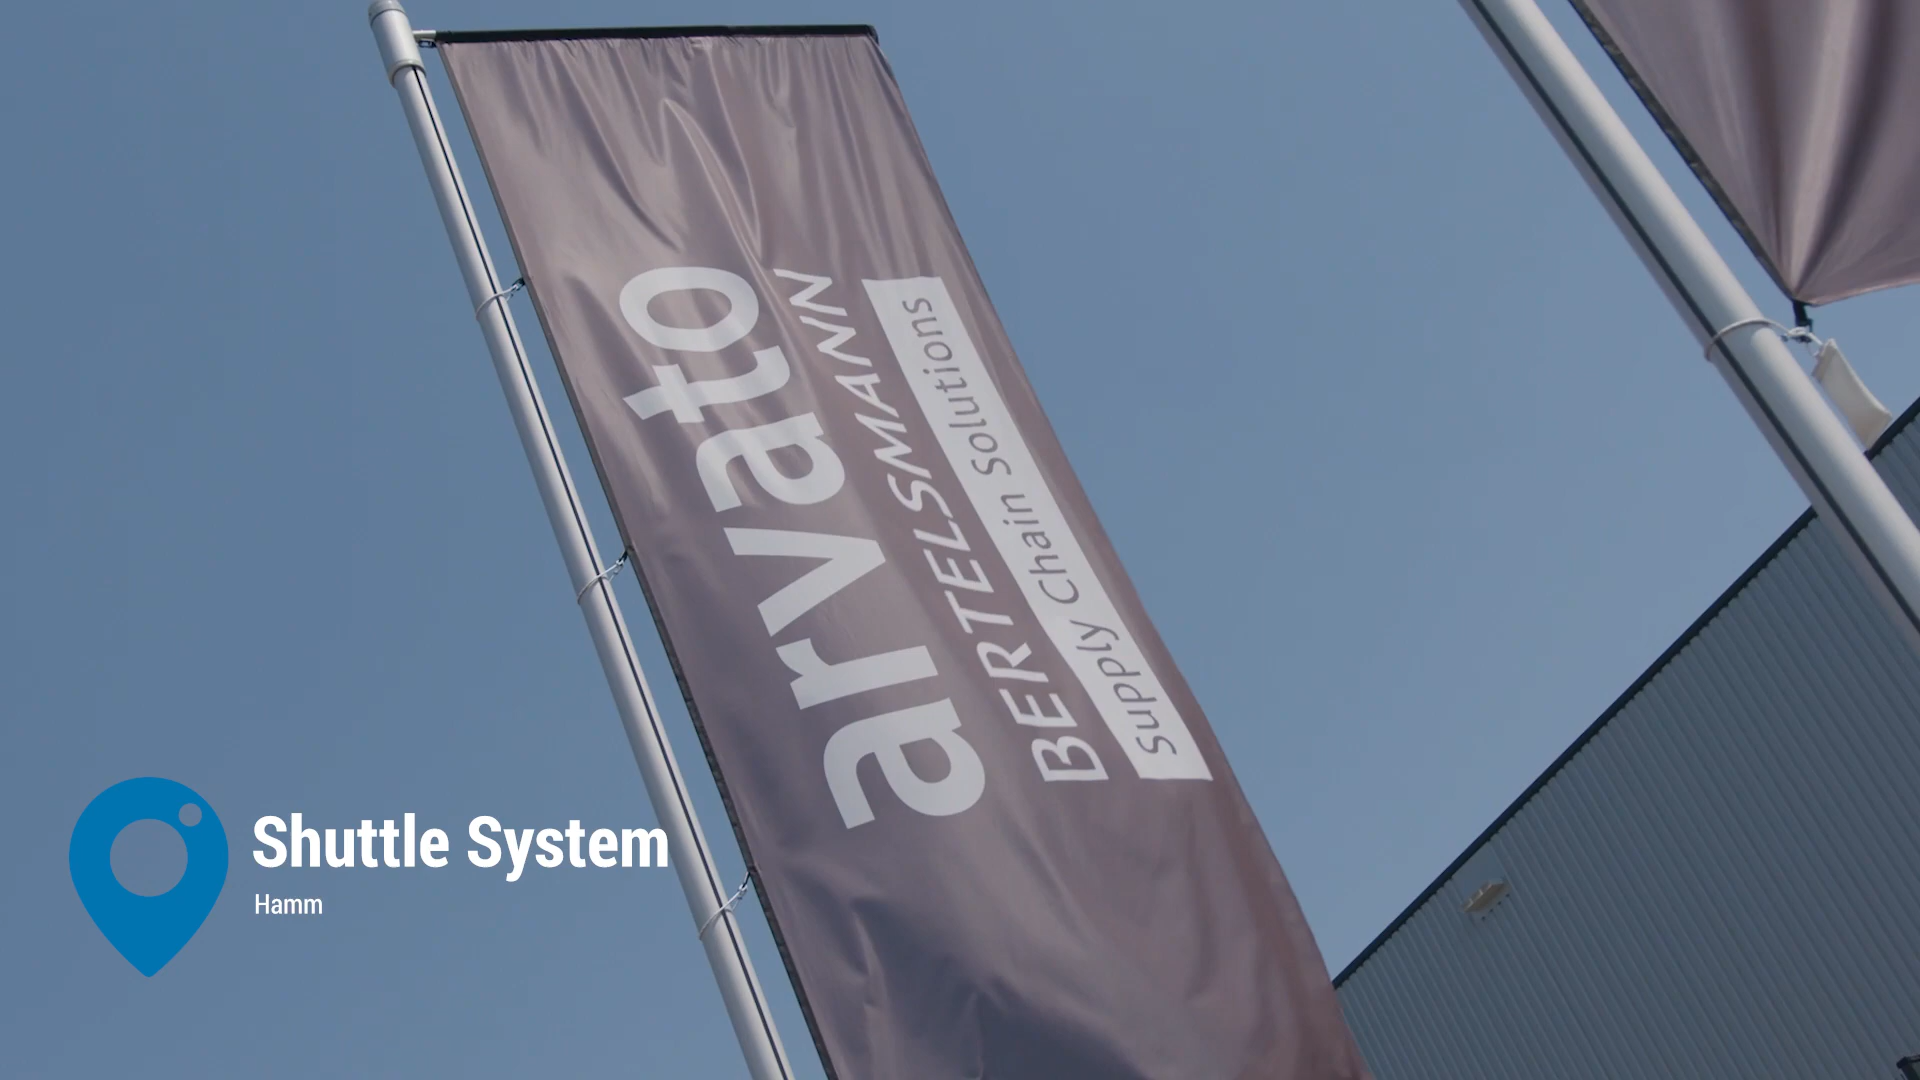 arvato
BERTELSMANN
Supply Chain Solutions
Shuttle System
Hamm